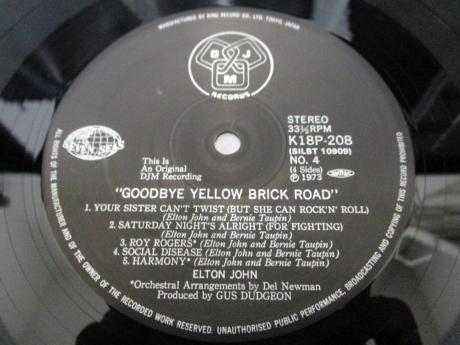 MANUFACTURED BY KING RECORD CO. LTD. TOKYO, JAPAN
DJM
RECORDS
SEVEN SEAS
STEREO
33⅓RPM
K18P-208
(SILBT 10909)
NO. 4
(4 Sides)
℗1973
This Is
An Original
DJM Recording
"GOODBYE YELLOW BRICK ROAD"
1. YOUR SISTER CAN'T TWIST (BUT SHE CAN ROCK'N' ROLL)
(Elton John and Bernie Taupin)
2. SATURDAY NIGHT'S ALRIGHT (FOR FIGHTING)
(Elton John and Bernie Taupin)
3. ROY ROGERS* (Elton John and Bernie Taupin)
4. SOCIAL DISEASE (Elton John and Bernie Taupin)
5. HARMONY* (Elton John and Bernie Taupin)
ELTON JOHN
*Orchestral Arrangements by Del Newman
Produced by GUS DUDGEON
ALL RIGHTS OF THE MANUFACTURER AND OF THE OWNER OF THE RECORDED WORK RESERVED. UNAUTHORISED PUBLIC PERFORMANCE, BROADCASTING AND COPYING OF THIS RECORD PROHIBITED